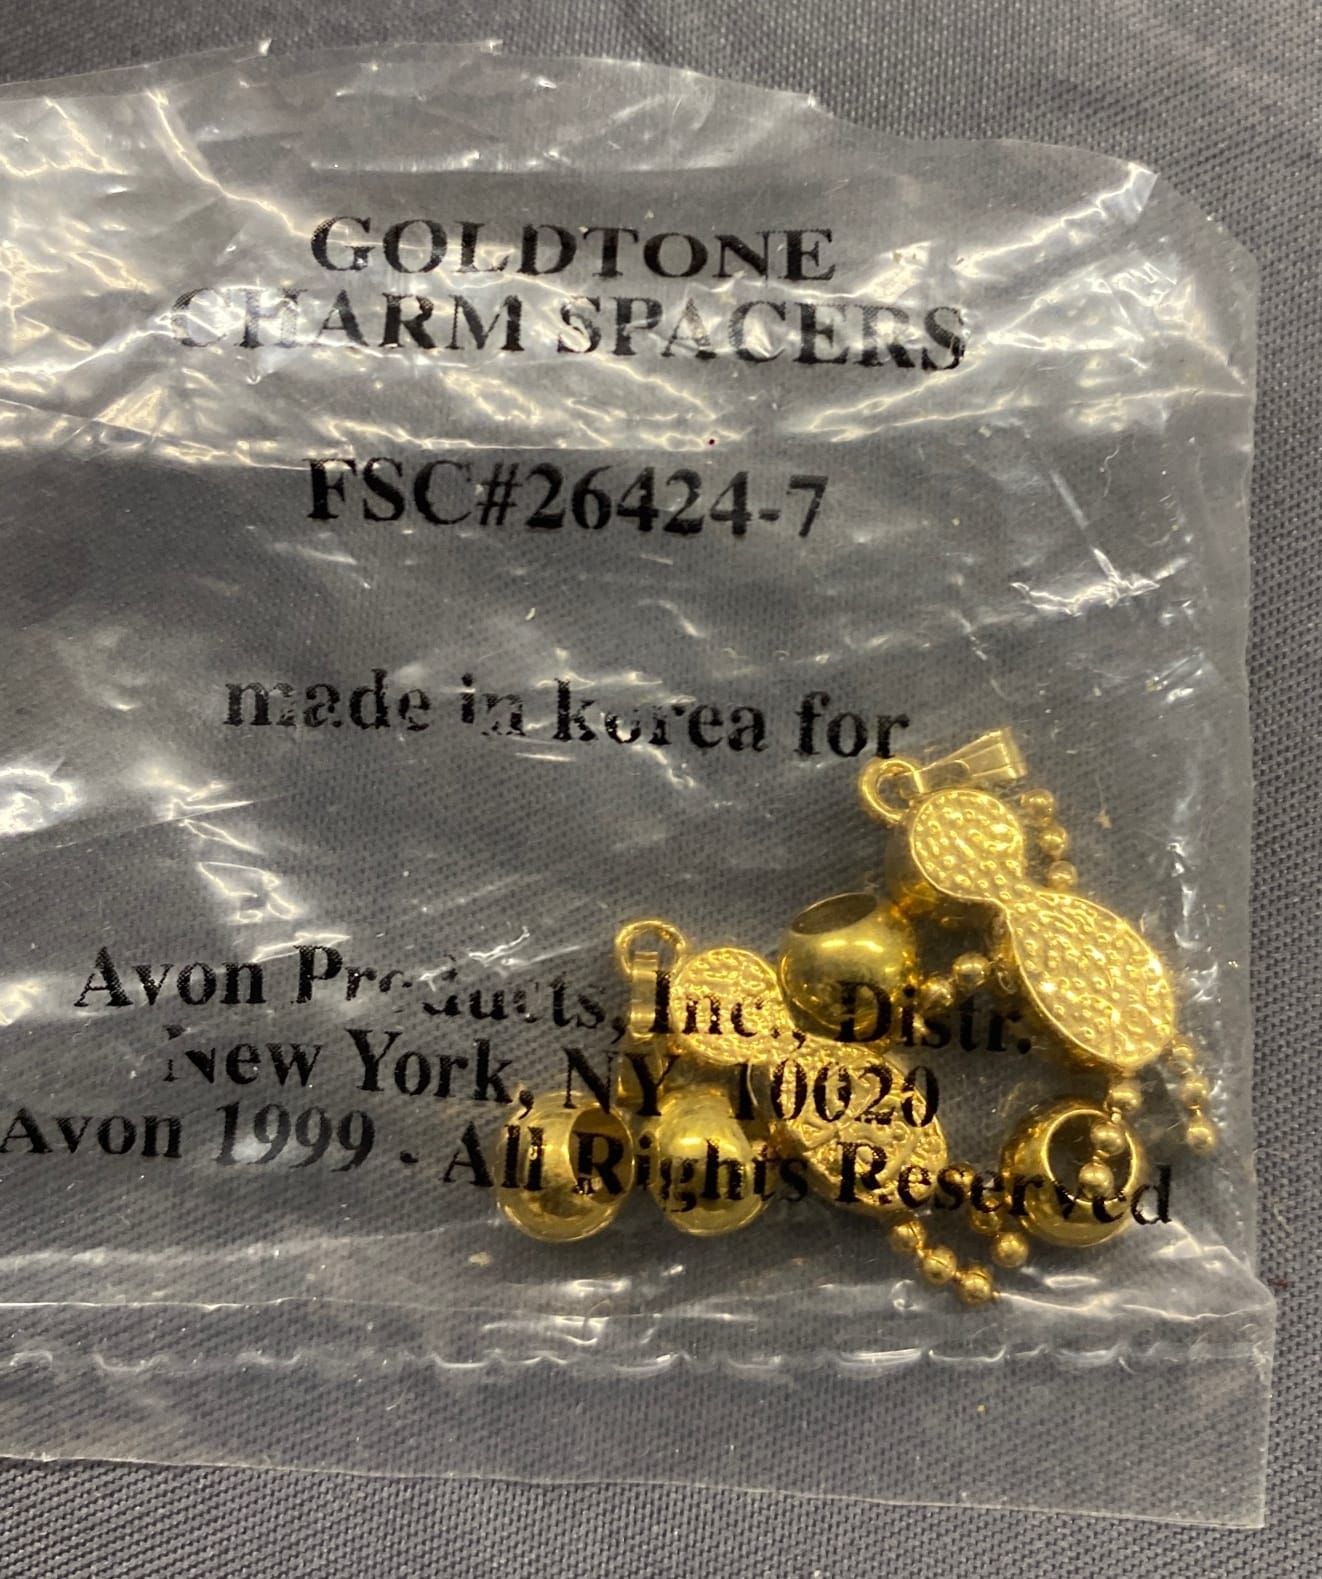 GOLDTONE
CHARM SPACERS
FSC#26424-7
made in korea for
Avon Products, Inc., Distr.
New York, NY 10020
Avon 1999 - All Rights Reserved